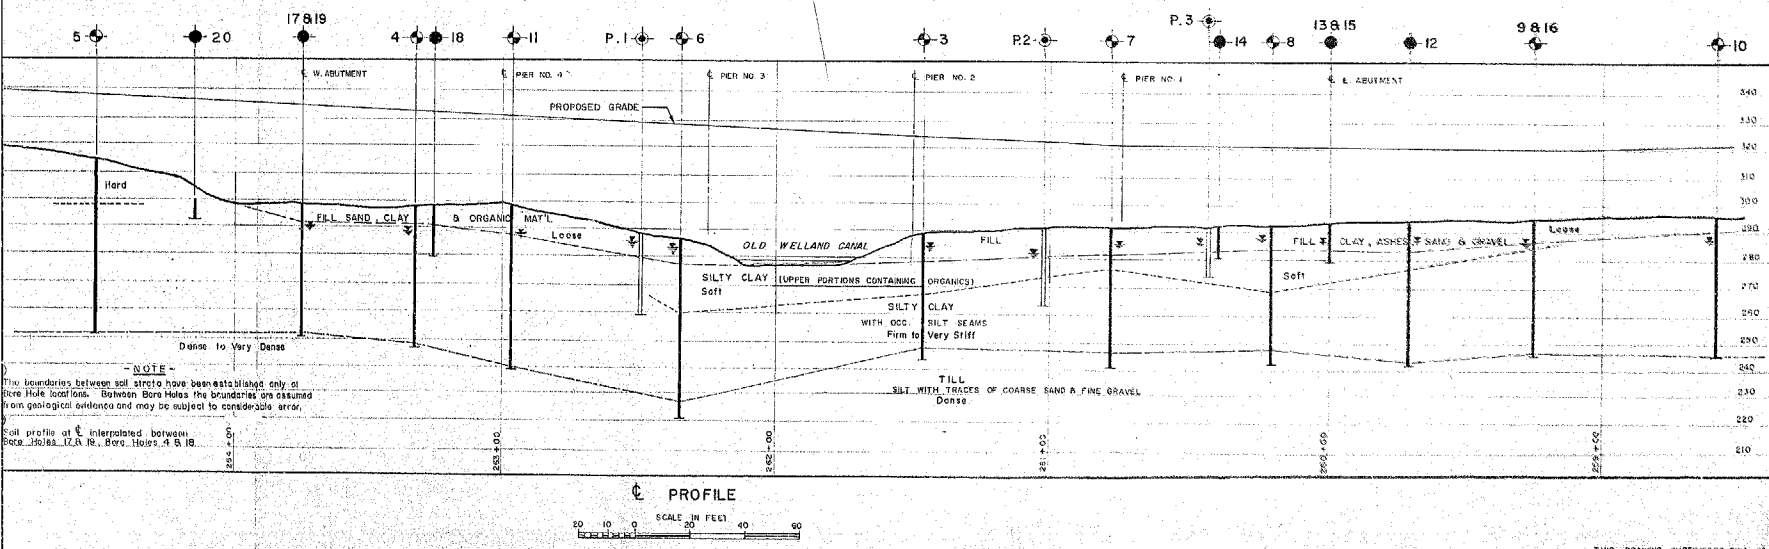 17&19
5 20 4 18 11 P.1 6 3 P.2 7 P.3 14 8 13&15 12 9&16 10
℄ W. ABUTMENT
℄ PIER NO. 4
℄ PIER NO. 3
℄ PIER NO. 2
℄ PIER NO. 1
℄ E. ABUTMENT
PROPOSED GRADE
340
330
320
310
300
290
280
270
260
250
240
230
220
210
Hard
FILL SAND, CLAY & ORGANIC MAT'L
Loose
OLD WELLAND CANAL
FILL
FILL CLAY, ASHES SAND & GRAVEL
Loose
Soft
SILTY CLAY (UPPER PORTIONS CONTAINING ORGANICS)
Soft
SILTY CLAY
WITH OCC. SILT SEAMS
Firm to Very Stiff
Dense to Very Dense
TILL
SILT WITH TRACES OF COARSE SAND & FINE GRAVEL
Dense
- NOTE -
The boundaries between soil strata have been established only at
Bore Hole locations. Between Bore Holes the boundaries are assumed
from geological evidence and may be subject to considerable error.
Soil profile at ℄ interpolated between
Bore Holes 17 & 19, Bore Holes 4 & 18
254+00
253+00
262+00
261+00
260+00
259+00
℄ PROFILE
SCALE IN FEET
20 10 0 20 40 60